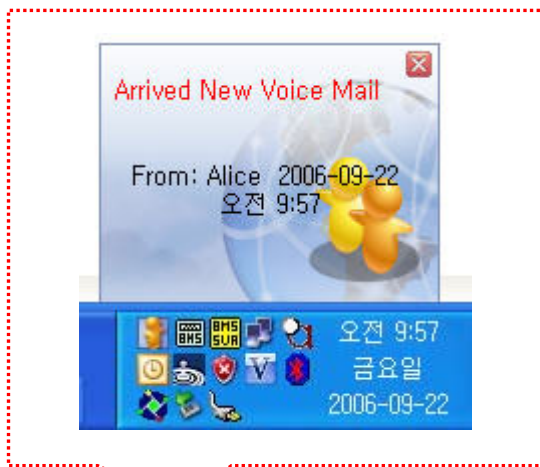 Arrived New Voice Mail
From: Alice 2006-09-22
오전 9:57
BMS
BMS
SVR
V
오전 9:57
금요일
2006-09-22